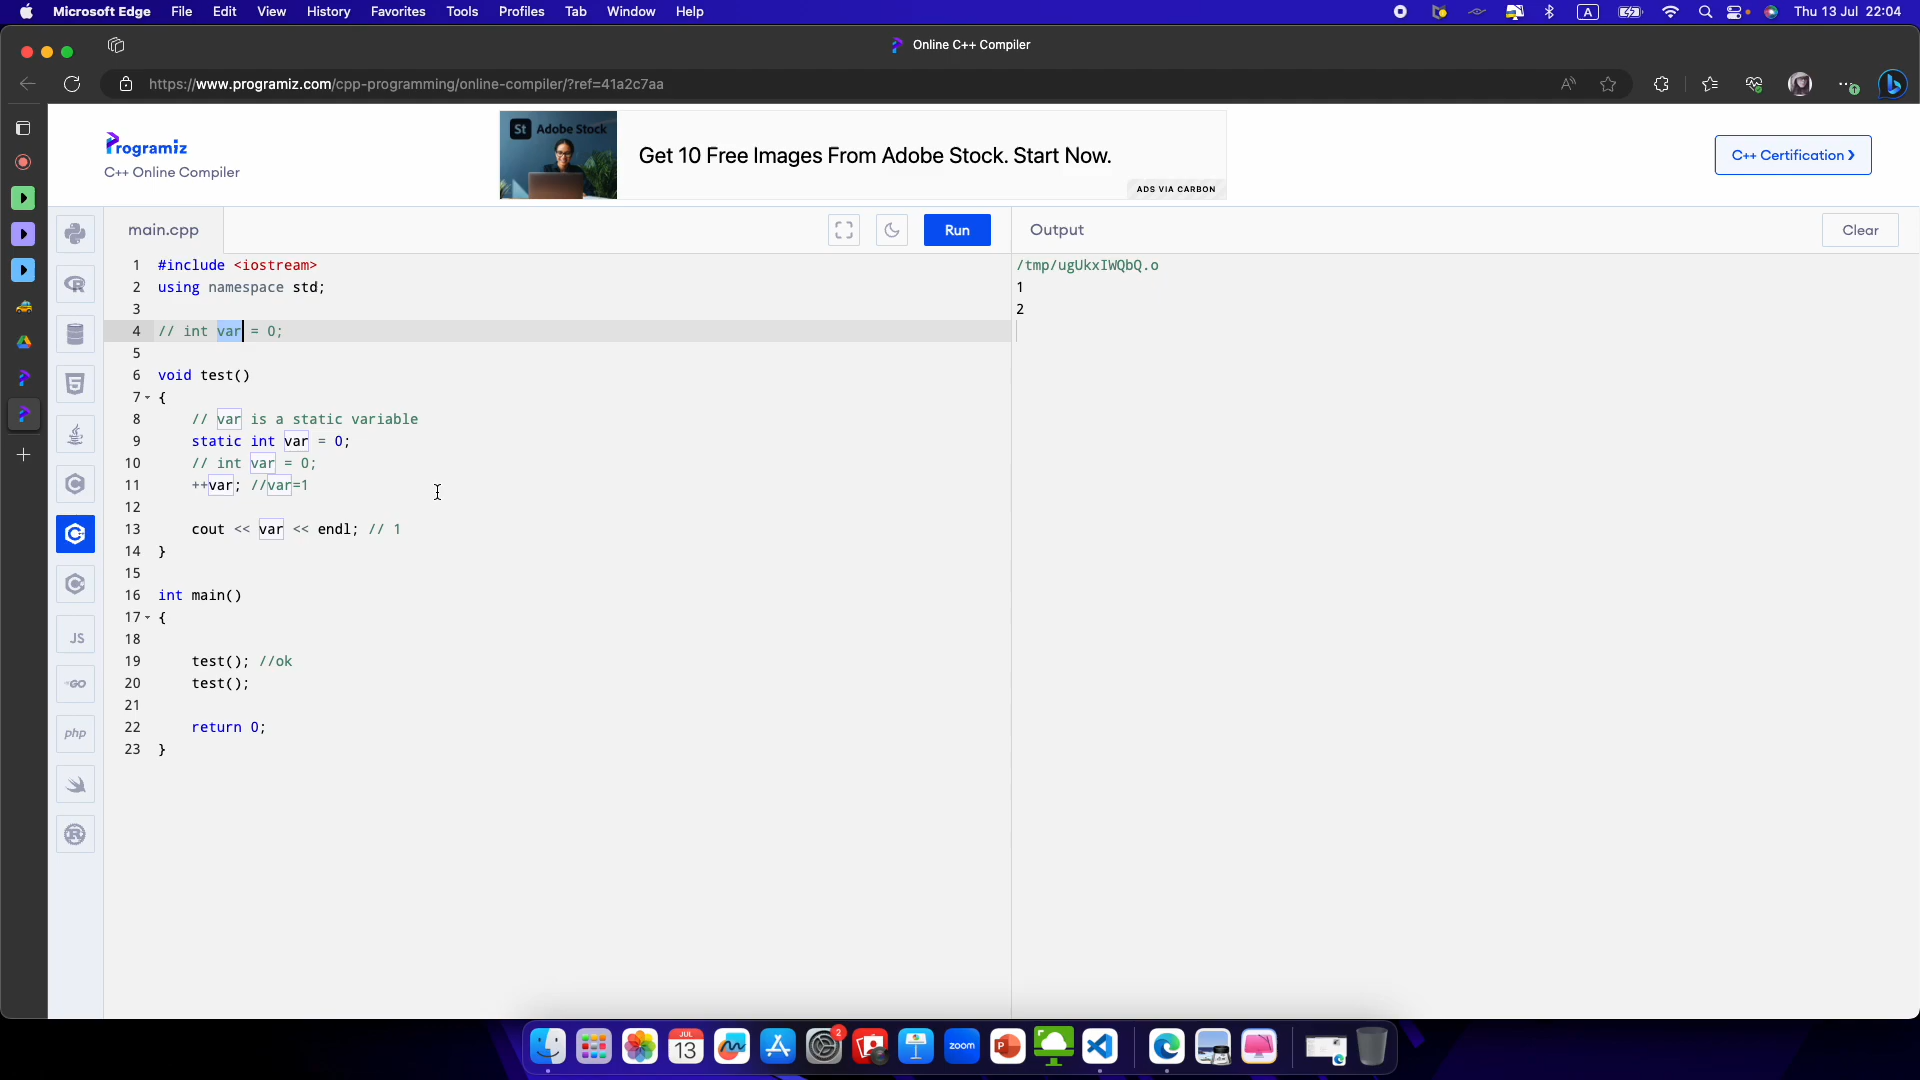 Microsoft Edge File Edit View History Favorites Tools Profiles Tab Window Help
A
Thu 13 Jul 22:04
Online C++ Compiler
https://www.programiz.com/cpp-programming/online-compiler/?ref=41a2c7aa
Programiz
C++ Online Compiler
St Adobe Stock
Get 10 Free Images From Adobe Stock. Start Now.
ADS VIA CARBON
C++ Certification ❯
main.cpp
Run
Output
Clear
1 #include <iostream>
2 using namespace std;
3
4 // int var = 0;
5
6 void test()
7 {
8 // var is a static variable
9 static int var = 0;
10 // int var = 0;
11 ++var; //var=1
12
13 cout << var << endl; // 1
14 }
15
16 int main()
17 {
18
19 test(); //ok
20 test();
21
22 return 0;
23 }
/tmp/ugUkxIWQbQ.o
1
2
JS
GO
php
JUL
13
2
zoom
P